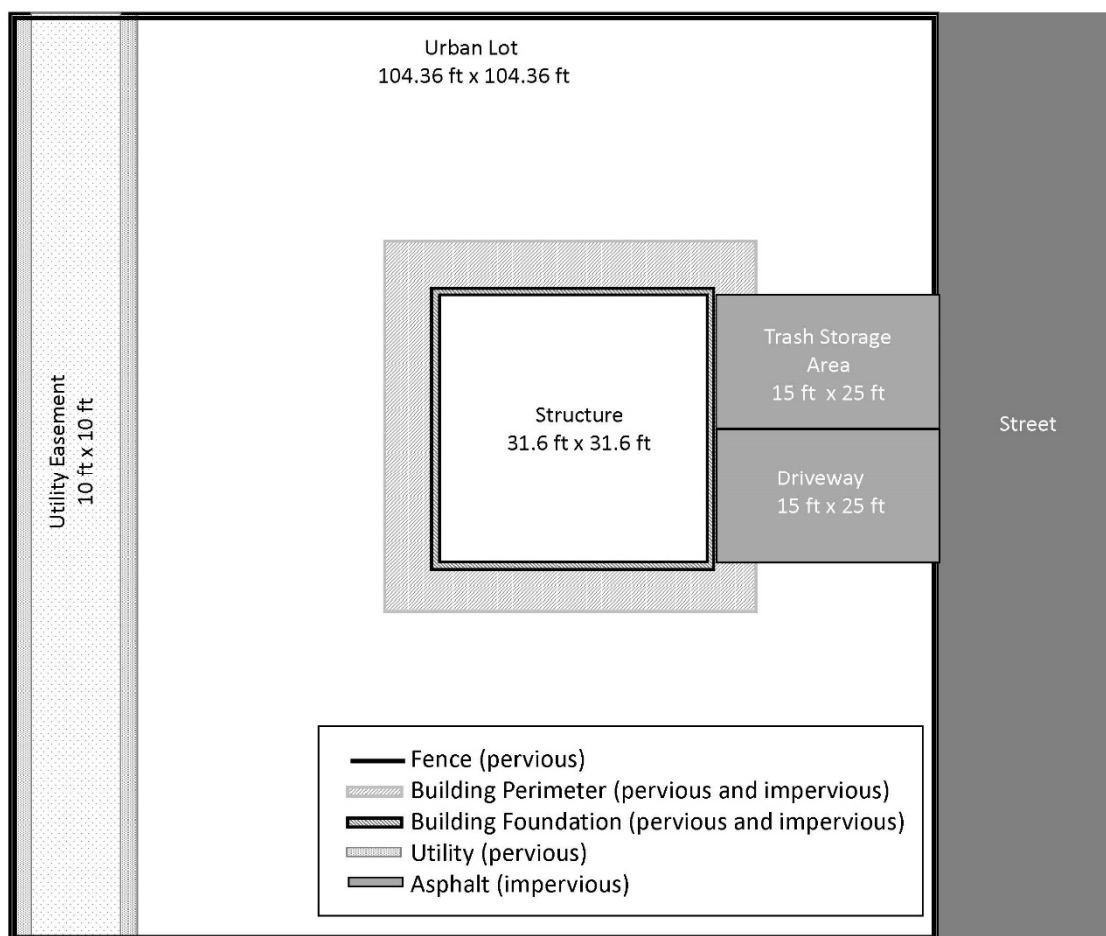 Urban Lot
104.36 ft x 104.36 ft
Utility Easement
10 ft x 10 ft
Structure
31.6 ft x 31.6 ft
Trash Storage
Area
15 ft x 25 ft
Driveway
15 ft x 25 ft
Street
Fence (pervious)
Building Perimeter (pervious and impervious)
Building Foundation (pervious and impervious)
Utility (pervious)
Asphalt (impervious)